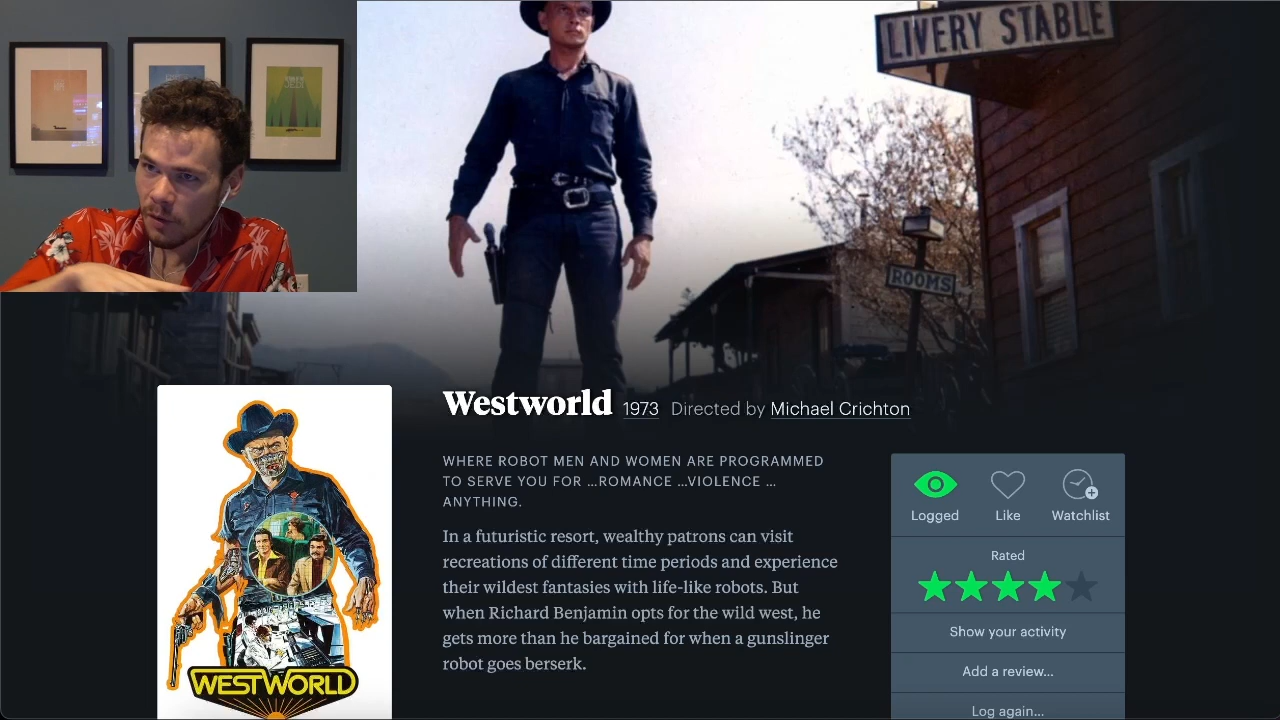 LIVERY STABLE
ROOMS
Westworld 1973 Directed by Michael Crichton
WHERE ROBOT MEN AND WOMEN ARE PROGRAMMED
TO SERVE YOU FOR ...ROMANCE ...VIOLENCE ...
ANYTHING.
In a futuristic resort, wealthy patrons can visit
recreations of different time periods and experience
their wildest fantasies with life-like robots. But
when Richard Benjamin opts for the wild west, he
gets more than he bargained for when a gunslinger
robot goes berserk.
WESTWORLD
Logged
Like
Watchlist
Rated
Show your activity
Add a review...
Log again...